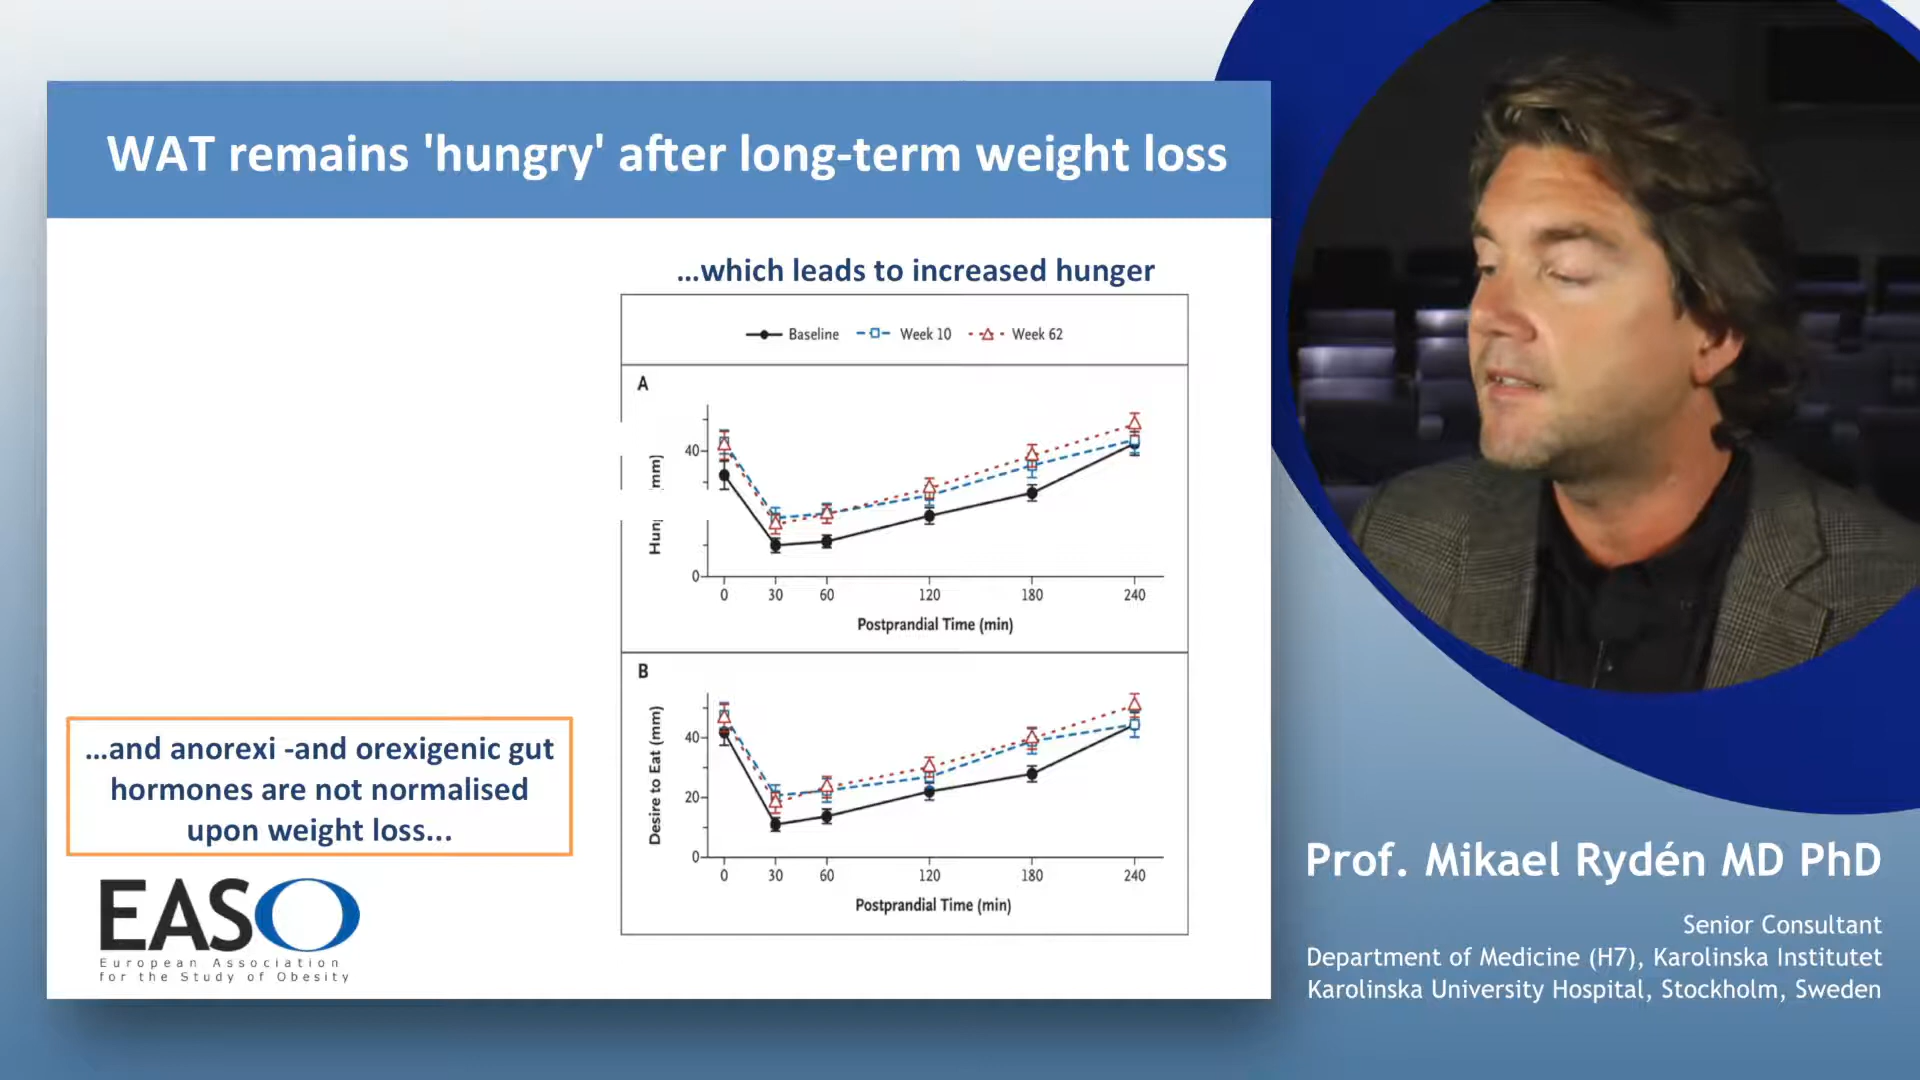 WAT remains 'hungry' after long-term weight loss
...which leads to increased hunger
Baseline Week 10 Week 62
A
mm)
40
0
0 30 60 120 180 240
Postprandial Time (min)
B
Desire to Eat (mm)
40
20
0
0 30 60 120 180 240
Postprandial Time (min)
...and anorexi -and orexigenic gut
hormones are not normalised
upon weight loss...
EASO
European Association
for the Study of Obesity
Prof. Mikael Rydén MD PhD
Senior Consultant
Department of Medicine (H7), Karolinska Institutet
Karolinska University Hospital, Stockholm, Sweden